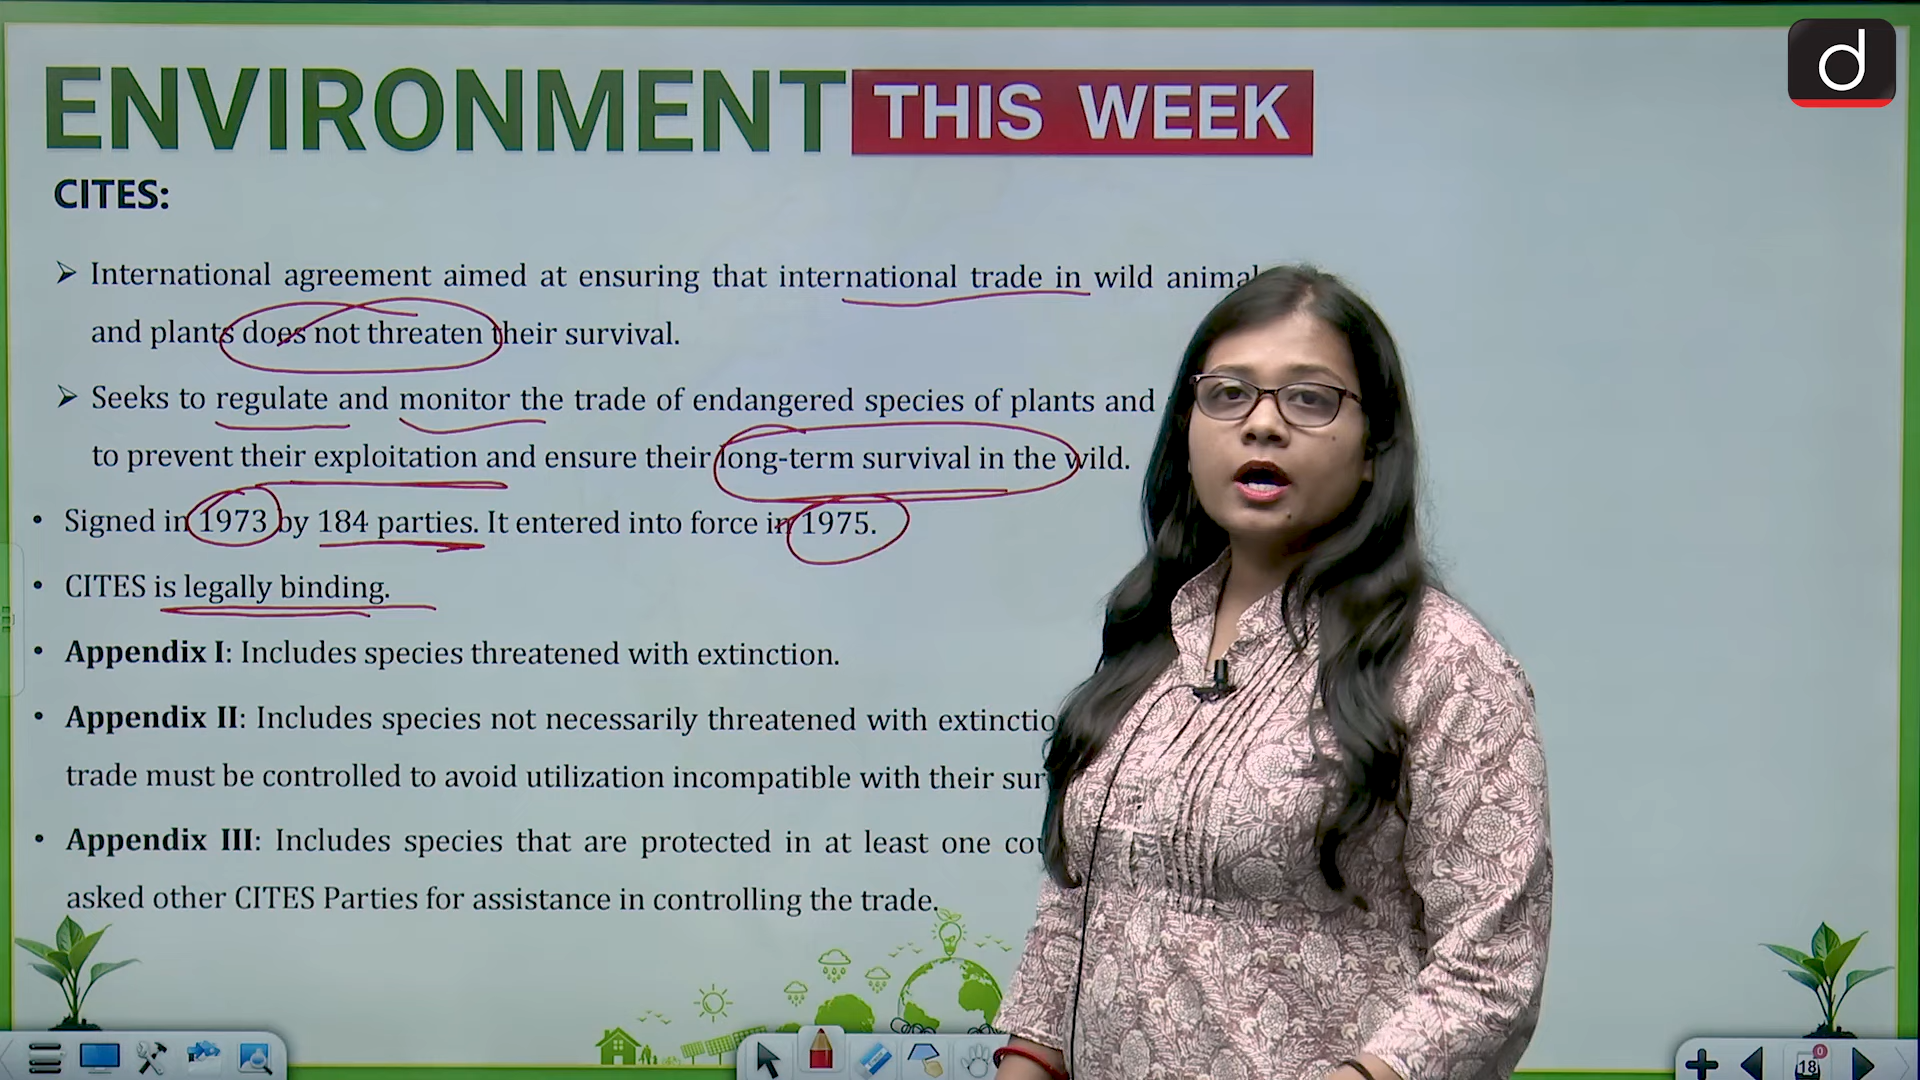 ENVIRONMENT THIS WEEK
d
CITES:
➤ International agreement aimed at ensuring that international trade in wild animal
and plants does not threaten their survival.
➤ Seeks to regulate and monitor the trade of endangered species of plants and
to prevent their exploitation and ensure their long-term survival in the wild.
• Signed in 1973 by 184 parties. It entered into force in 1975.
• CITES is legally binding.
• Appendix I: Includes species threatened with extinction.
• Appendix II: Includes species not necessarily threatened with extinctio
trade must be controlled to avoid utilization incompatible with their sur
• Appendix III: Includes species that are protected in at least one cou
asked other CITES Parties for assistance in controlling the trade.
18
0